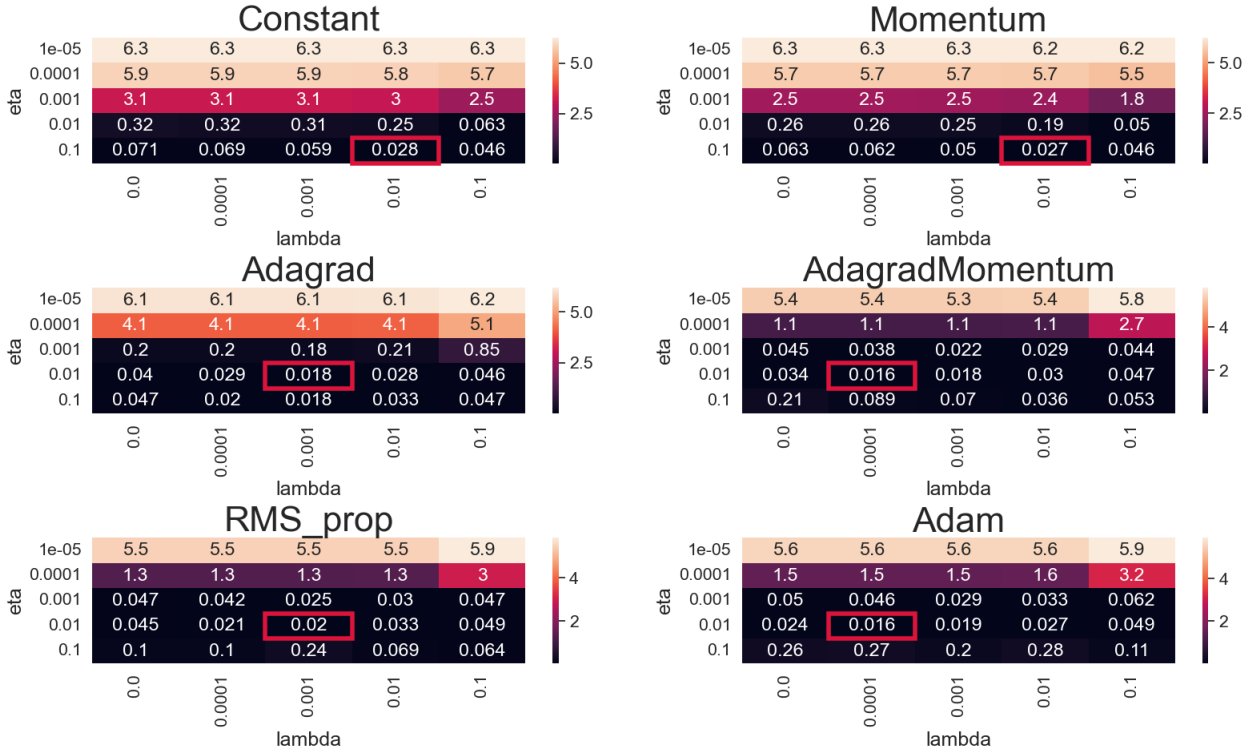 Constant
1e-05 6.3 6.3 6.3 6.3 6.3
0.0001 5.9 5.9 5.9 5.8 5.7
0.001 3.1 3.1 3.1 3 2.5
0.01 0.32 0.32 0.31 0.25 0.063
0.1 0.071 0.069 0.059 0.028 0.046
eta
0.0 0.0001 0.001 0.01 0.1
lambda
5.0
2.5
Momentum
1e-05 6.3 6.3 6.3 6.2 6.2
0.0001 5.7 5.7 5.7 5.7 5.5
0.001 2.5 2.5 2.5 2.4 1.8
0.01 0.26 0.26 0.25 0.19 0.05
0.1 0.063 0.062 0.05 0.027 0.046
eta
0.0 0.0001 0.001 0.01 0.1
lambda
5.0
2.5
Adagrad
1e-05 6.1 6.1 6.1 6.1 6.2
0.0001 4.1 4.1 4.1 4.1 5.1
0.001 0.2 0.2 0.18 0.21 0.85
0.01 0.04 0.029 0.018 0.028 0.046
0.1 0.047 0.02 0.018 0.033 0.047
eta
0.0 0.0001 0.001 0.01 0.1
lambda
5.0
2.5
AdagradMomentum
1e-05 5.4 5.4 5.3 5.4 5.8
0.0001 1.1 1.1 1.1 1.1 2.7
0.001 0.045 0.038 0.022 0.029 0.044
0.01 0.034 0.016 0.018 0.03 0.047
0.1 0.21 0.089 0.07 0.036 0.053
eta
0.0 0.0001 0.001 0.01 0.1
lambda
4
2
RMS_prop
1e-05 5.5 5.5 5.5 5.5 5.9
0.0001 1.3 1.3 1.3 1.3 3
0.001 0.047 0.042 0.025 0.03 0.047
0.01 0.045 0.021 0.02 0.033 0.049
0.1 0.1 0.1 0.24 0.069 0.064
eta
0.0 0.0001 0.001 0.01 0.1
lambda
4
2
Adam
1e-05 5.6 5.6 5.6 5.6 5.9
0.0001 1.5 1.5 1.5 1.6 3.2
0.001 0.05 0.046 0.029 0.033 0.062
0.01 0.024 0.016 0.019 0.027 0.049
0.1 0.26 0.27 0.2 0.28 0.11
eta
0.0 0.0001 0.001 0.01 0.1
lambda
4
2